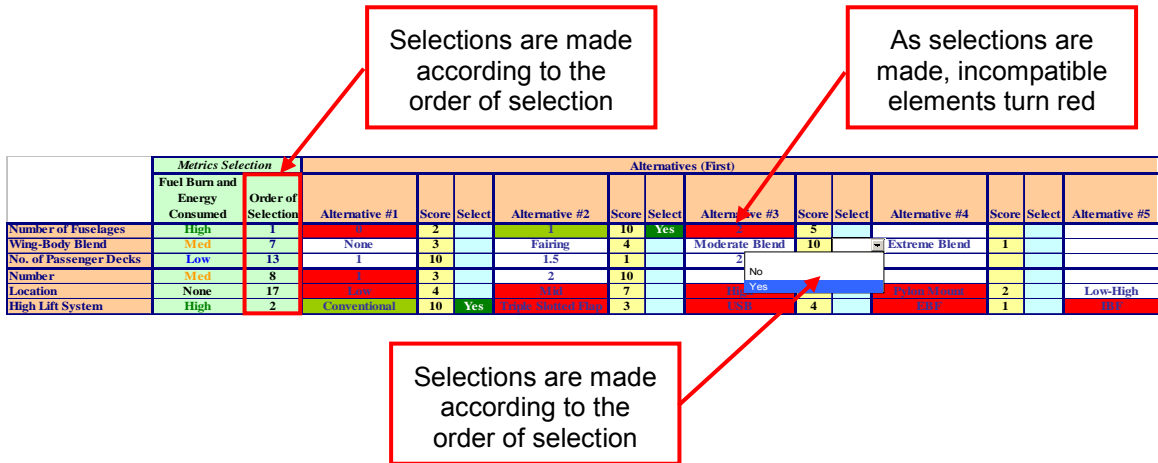 Selections are made
according to the
order of selection
As selections are
made, incompatible
elements turn red
Metrics Selection Alternatives (First)
Fuel Burn and
Energy
Consumed Order of
Selection Alternative #1 Score Select Alternative #2 Score Select Alternative #3 Score Select Alternative #4 Score Select Alternative #5
Number of Fuselages High 1 0 2 1 10 Yes 2 5
Wing-Body Blend Med 7 None 3 Fairing 4 Moderate Blend 10 Extreme Blend 1
No. of Passenger Decks Low 13 1 10 1.5 1 2
No
Number Med 8 1 3 2 10
Yes
Location None 17 Low 4 Mid 7 Pylon Mount 2 Low-High
High Lift System High 2 Conventional 10 Yes Triple Slotted Flap 3 USB 4 EBF 1 IBF
Selections are made
according to the
order of selection